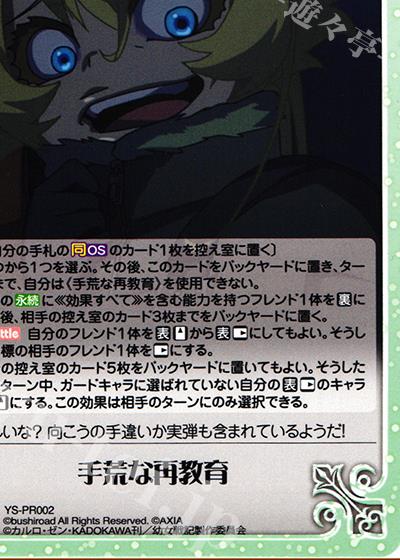 遊々亭
自分の手札の同OSのカード1枚を控え室に置く〕
つから1つを選ぶ。その後、このカードをバックヤードに置き、ター
まで、自分は《手荒な再教育》を使用できない。
の永続に≪効果すべて≫を含む能力を持つフレンド1体を裏に
後、相手の控え室のカード3枚までをバックヤードに置く。
ttle 自分のフレンド1体を表から表にしてもよい。そうし
標の相手のフレンド1体をにする。
の控え室のカード5枚をバックヤードに置いてもよい。そうした
ターン中、ガードキャラに選ばれていない自分の表のキャラ
にする。この効果は相手のターンにのみ選択できる。
いいな?向こうの手違いか実弾も含まれているようだ!
手荒な再教育
YS-PR002
©bushiroad All Rights Reserved. ©AXIA
©カルロ・ゼン・KADOKAWA刊/幼女戦記製作委員会